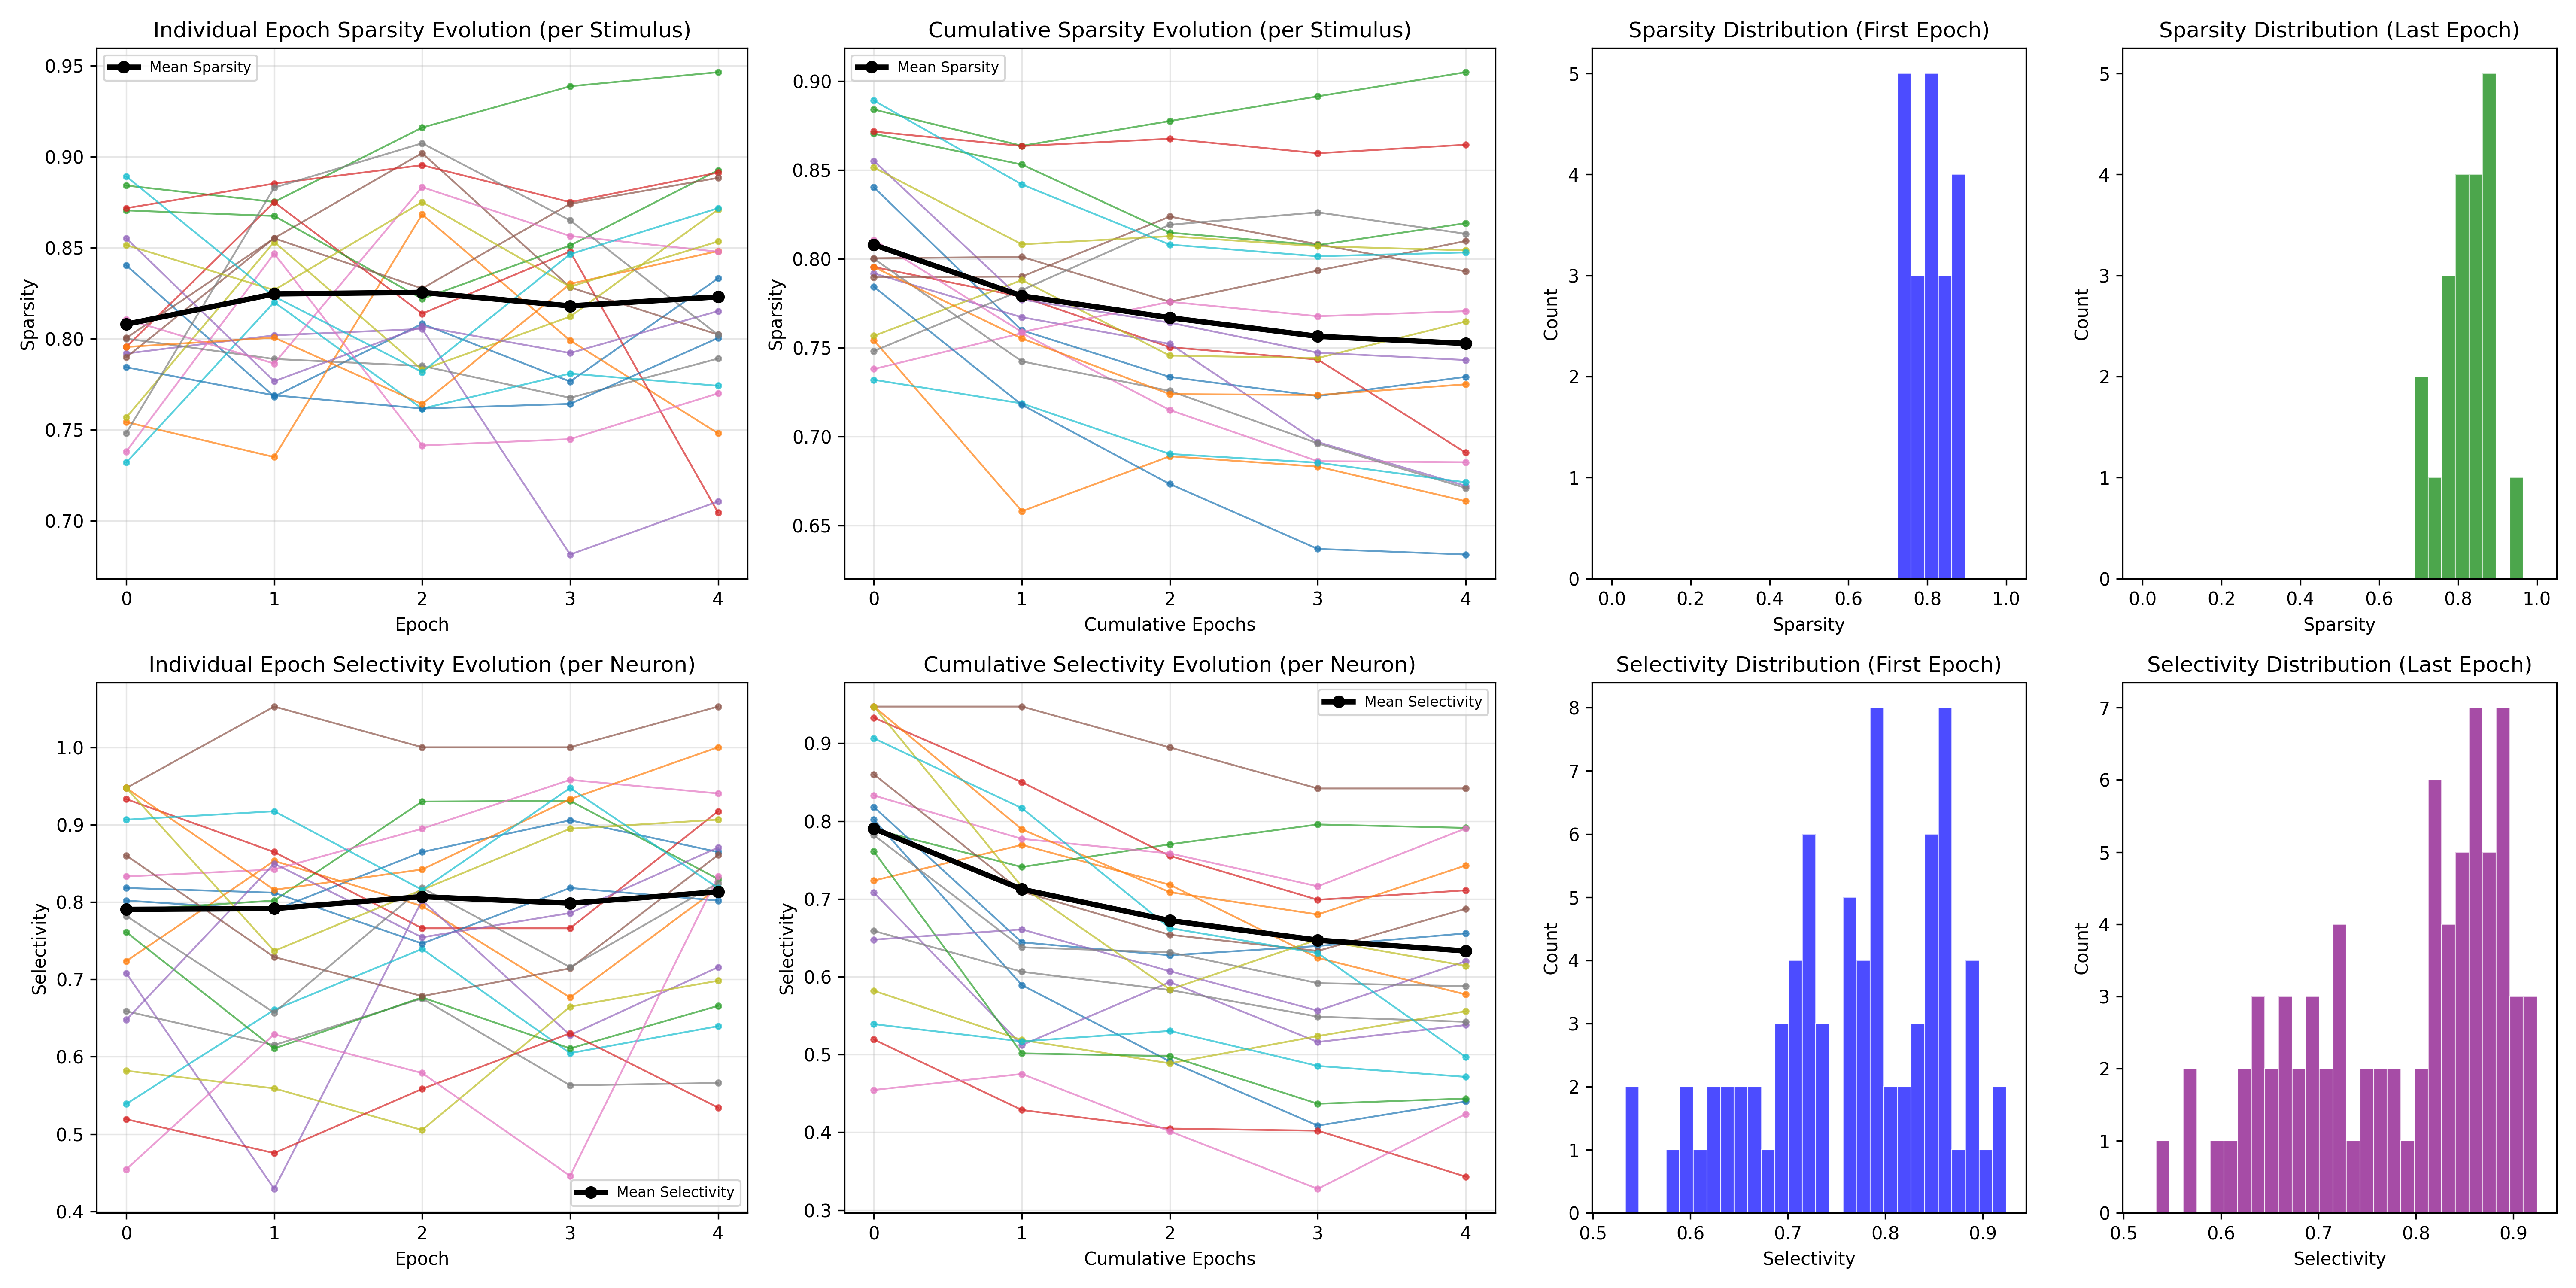 Individual Epoch Sparsity Evolution (per Stimulus)
Mean Sparsity
0.95
0.90
0.85
0.80
0.75
0.70
Sparsity
0 1 2 3 4
Epoch
Cumulative Sparsity Evolution (per Stimulus)
Mean Sparsity
0.90
0.85
0.80
0.75
0.70
0.65
Sparsity
0 1 2 3 4
Cumulative Epochs
Sparsity Distribution (First Epoch)
5
4
3
2
1
0
Count
0.0 0.2 0.4 0.6 0.8 1.0
Sparsity
Sparsity Distribution (Last Epoch)
5
4
3
2
1
0
Count
0.0 0.2 0.4 0.6 0.8 1.0
Sparsity
Individual Epoch Selectivity Evolution (per Neuron)
1.0
0.9
0.8
0.7
0.6
0.5
0.4
Selectivity
Mean Selectivity
0 1 2 3 4
Epoch
Cumulative Selectivity Evolution (per Neuron)
Mean Selectivity
0.9
0.8
0.7
0.6
0.5
0.4
0.3
Selectivity
0 1 2 3 4
Cumulative Epochs
Selectivity Distribution (First Epoch)
8
7
6
5
4
3
2
1
0
Count
0.5 0.6 0.7 0.8 0.9
Selectivity
Selectivity Distribution (Last Epoch)
7
6
5
4
3
2
1
0
Count
0.5 0.6 0.7 0.8 0.9
Selectivity